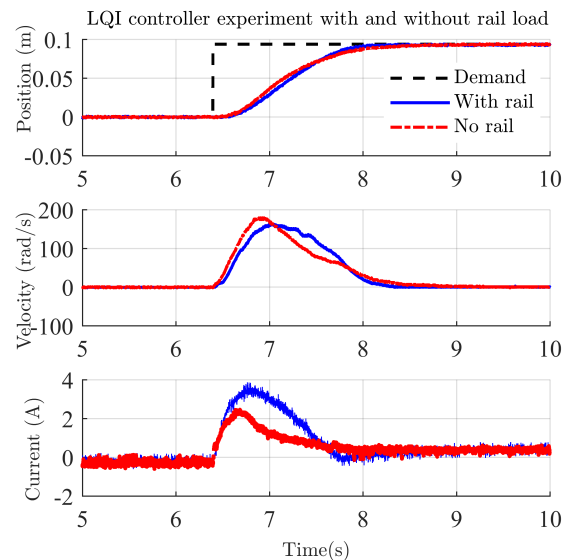 LQI controller experiment with and without rail load
Position (m)
0.1
0.05
0
-0.05
Demand
With rail
No rail
5 6 7 8 9 10
Velocity (rad/s)
200
100
0
-100
5 6 7 8 9 10
Current (A)
4
2
0
-2
5 6 7 8 9 10
Time(s)